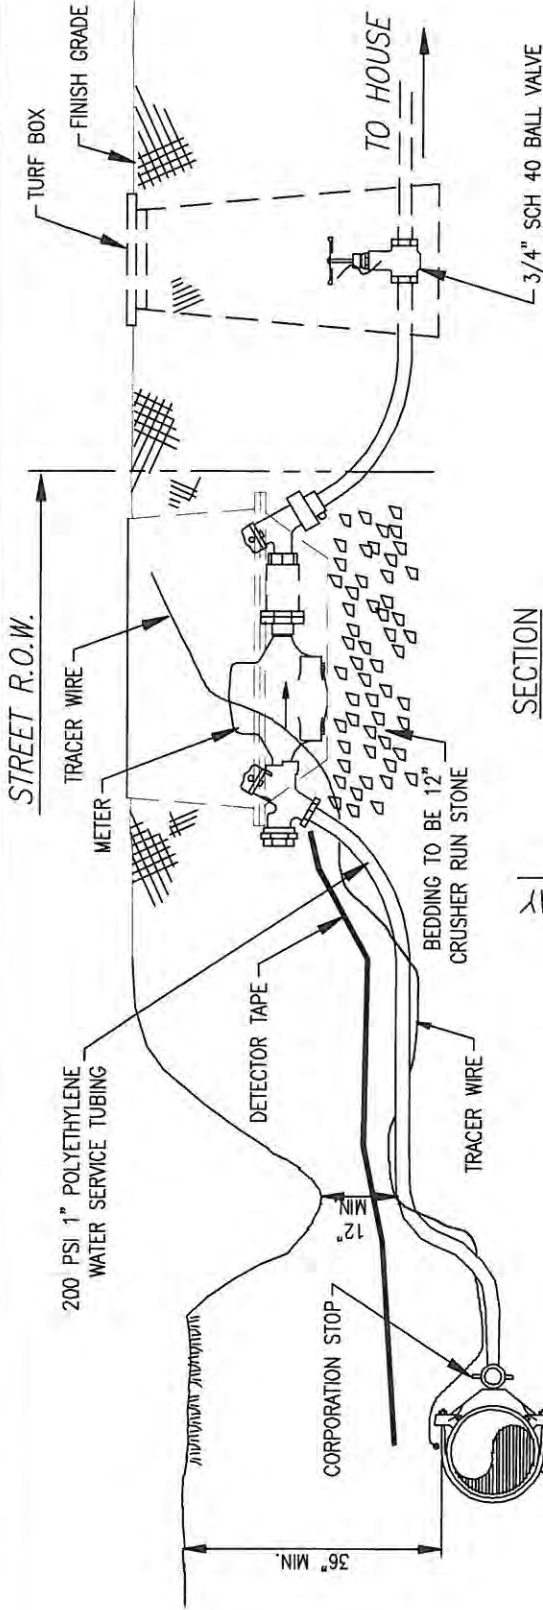 TURF BOX
FINISH GRADE
STREET R.O.W.
TRACER WIRE
METER
TO HOUSE
200 PSI 1" POLYETHYLENE
WATER SERVICE TUBING
DETECTOR TAPE
BEDDING TO BE 12"
CRUSHER RUN STONE
3/4" SCH 40 BALL VALVE
12"
MIN.
TRACER WIRE
CORPORATION STOP
36" MIN.
SECTION